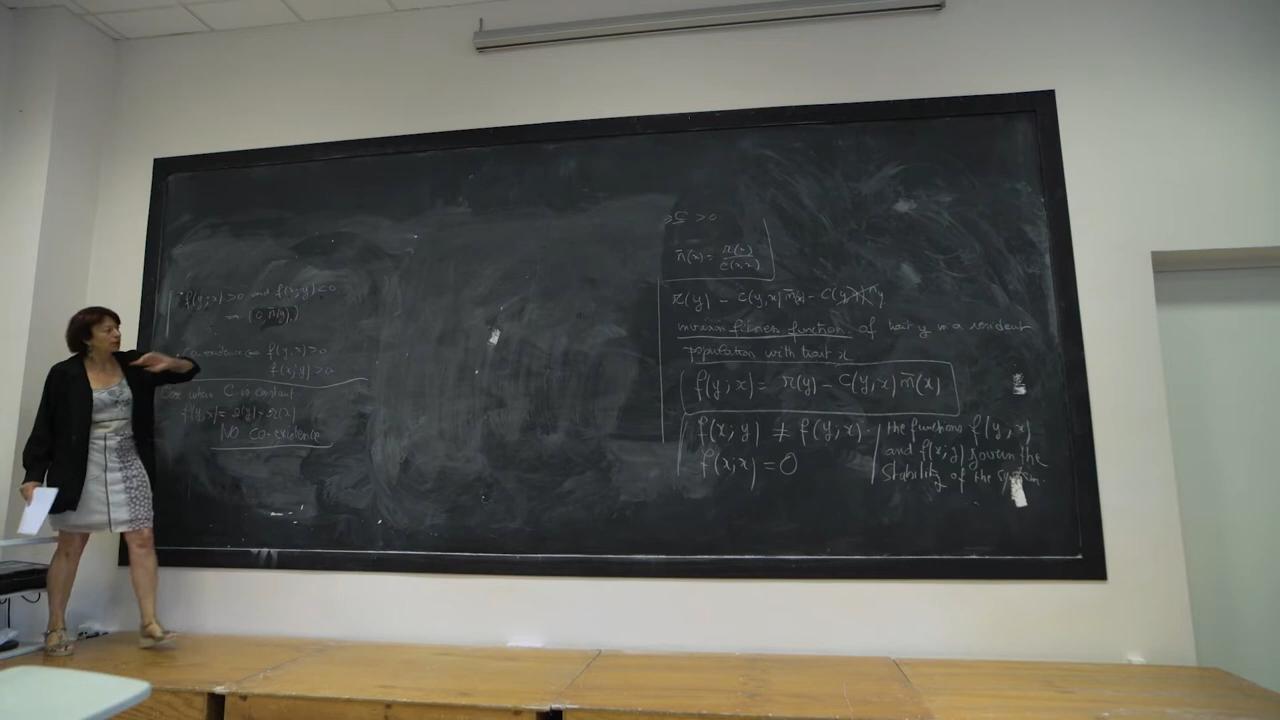 f(y;x)>0 and f(x;y)<0
(0, n̄(y))
Co-existence f(y;x) >0
f(x;y) >0
Case when C is constant
f(y;x) = r(y) - r(x)
No Co-existence
>0
n̄(x) = r(x)/C(x,x)
r(y) - C(y,x) n̄(x) -
invasion fitness function of trait y in a resident
population with trait x
f(y;x) = r(y) - C(y,x) n̄(x)
f(x;y) ≠ f(y;x).
f(x;x) = 0
the functions f(y;x)
and f(x;y) govern the
stability of the system.